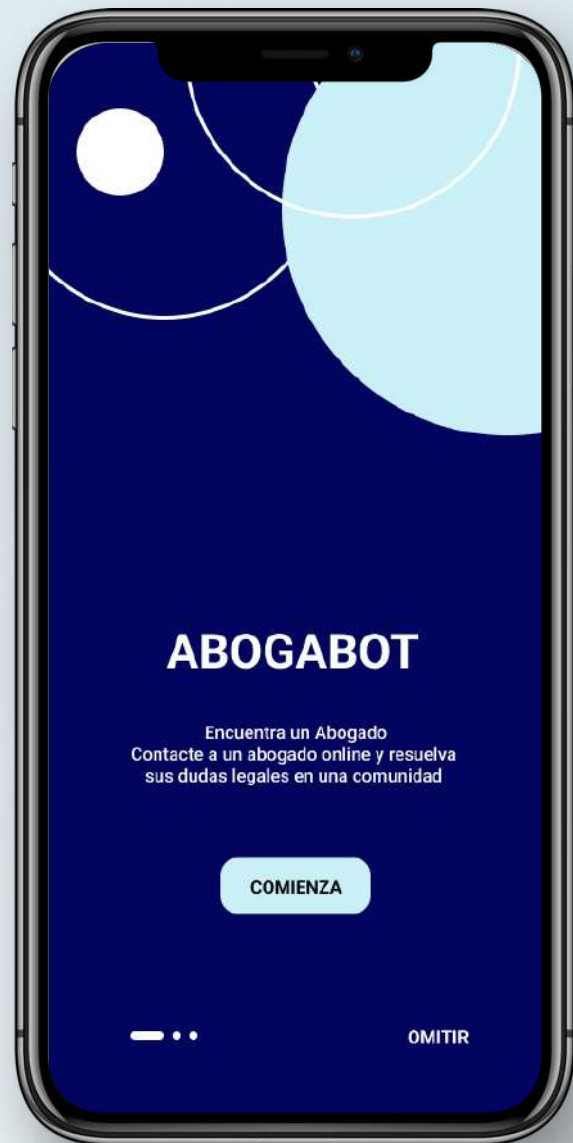 ABOGABOT
Encuentra un Abogado
Contacte a un abogado online y resuelva
sus dudas legales en una comunidad
COMIENZA
OMITIR